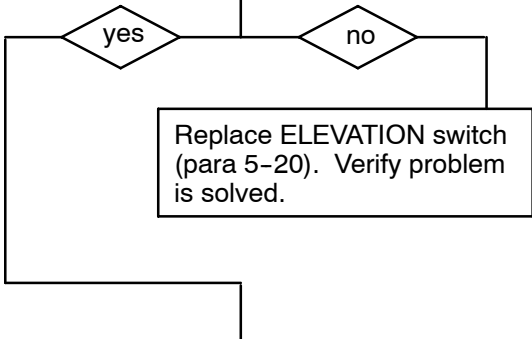 yes
no
Replace ELEVATION switch
(para 5-20).  Verify problem
is solved.